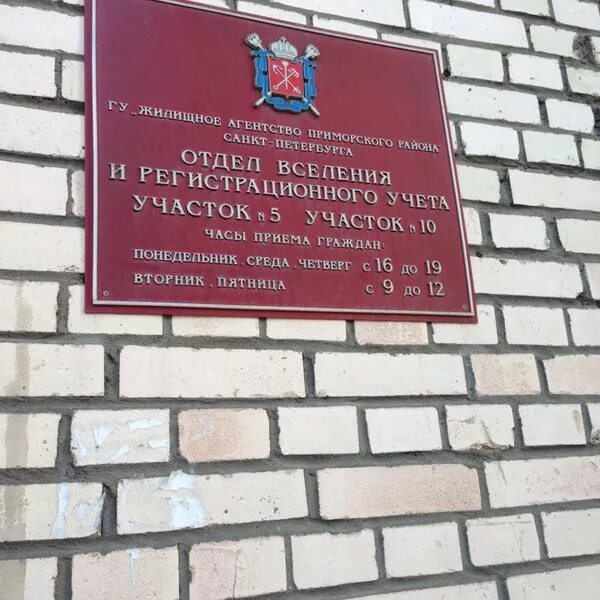 ГУ „ЖИЛИЩНОЕ АГЕНТСТВО ПРИМОРСКОГО РАЙОНА"
САНКТ-ПЕТЕРБУРГА
ОТДЕЛ ВСЕЛЕНИЯ
И РЕГИСТРАЦИОННОГО УЧЕТА
УЧАСТОК №5 УЧАСТОК №10
ЧАСЫ ПРИЕМА ГРАЖДАН:
ПОНЕДЕЛЬНИК, СРЕДА, ЧЕТВЕРГ С 16 ДО 19
ВТОРНИК, ПЯТНИЦА С 9 ДО 12